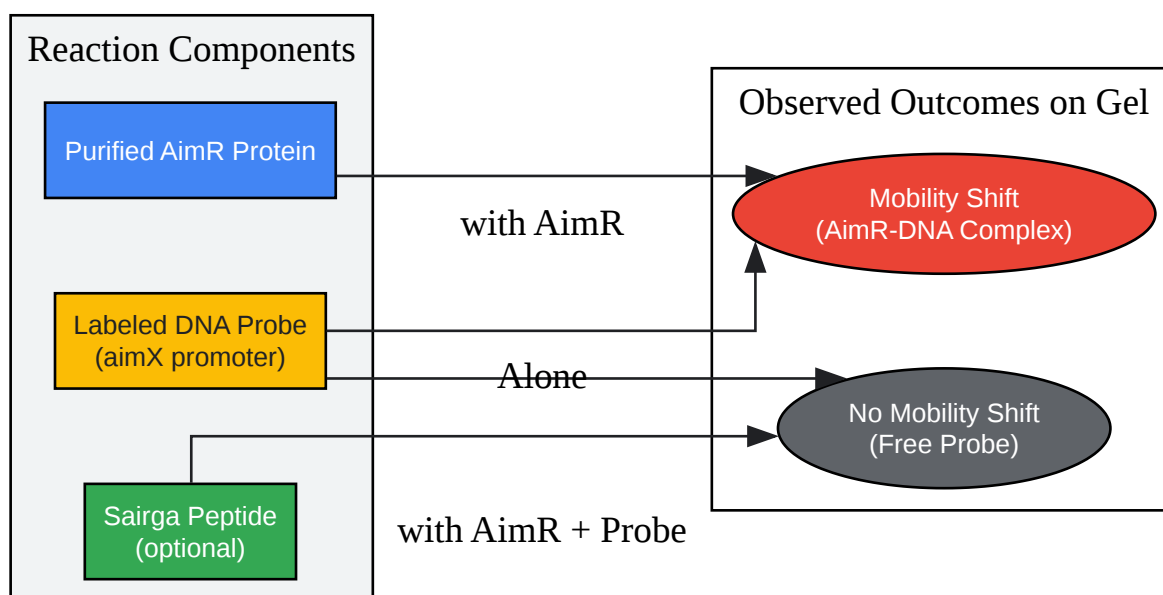 Reaction Components
Purified AimR Protein
Labeled DNA Probe
(aimX promoter)
Sairga Peptide
(optional)
with AimR
Alone
with AimR + Probe
Observed Outcomes on Gel
Mobility Shift
(AimR-DNA Complex)
No Mobility Shift
(Free Probe)